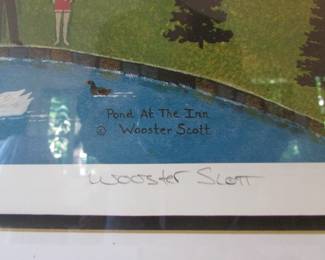 Pond At The Inn
© Wooster Scott
Wooster Scott